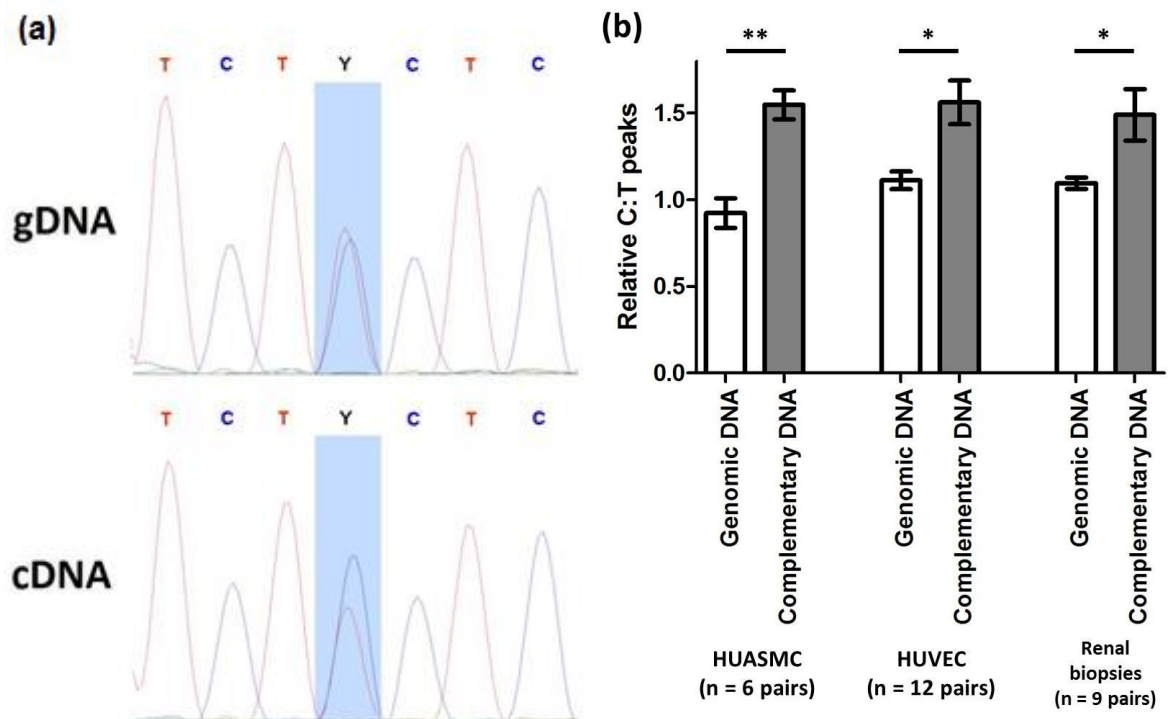 (a)
T C T Y C T C
gDNA
T C T Y C T C
cDNA
(b)
** * *
Relative C:T peaks
1.5
1.0
0.5
0.0
Genomic DNA
Complementary DNA
Genomic DNA
Complementary DNA
Genomic DNA
Complementary DNA
HUASMC
(n = 6 pairs)
HUVEC
(n = 12 pairs)
Renal
biopsies
(n = 9 pairs)